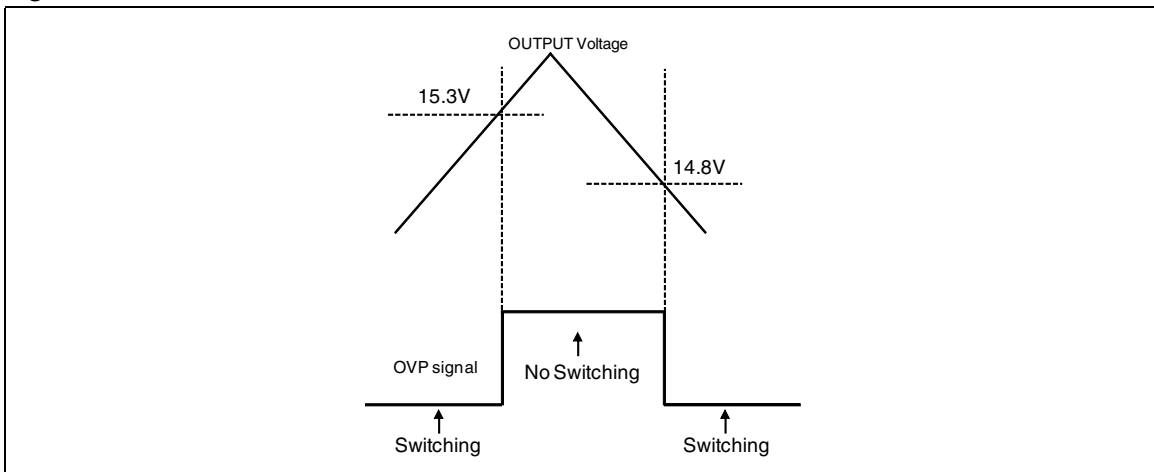 OUTPUT Voltage
15.3V
14.8V
OVP signal
No Switching
Switching
Switching